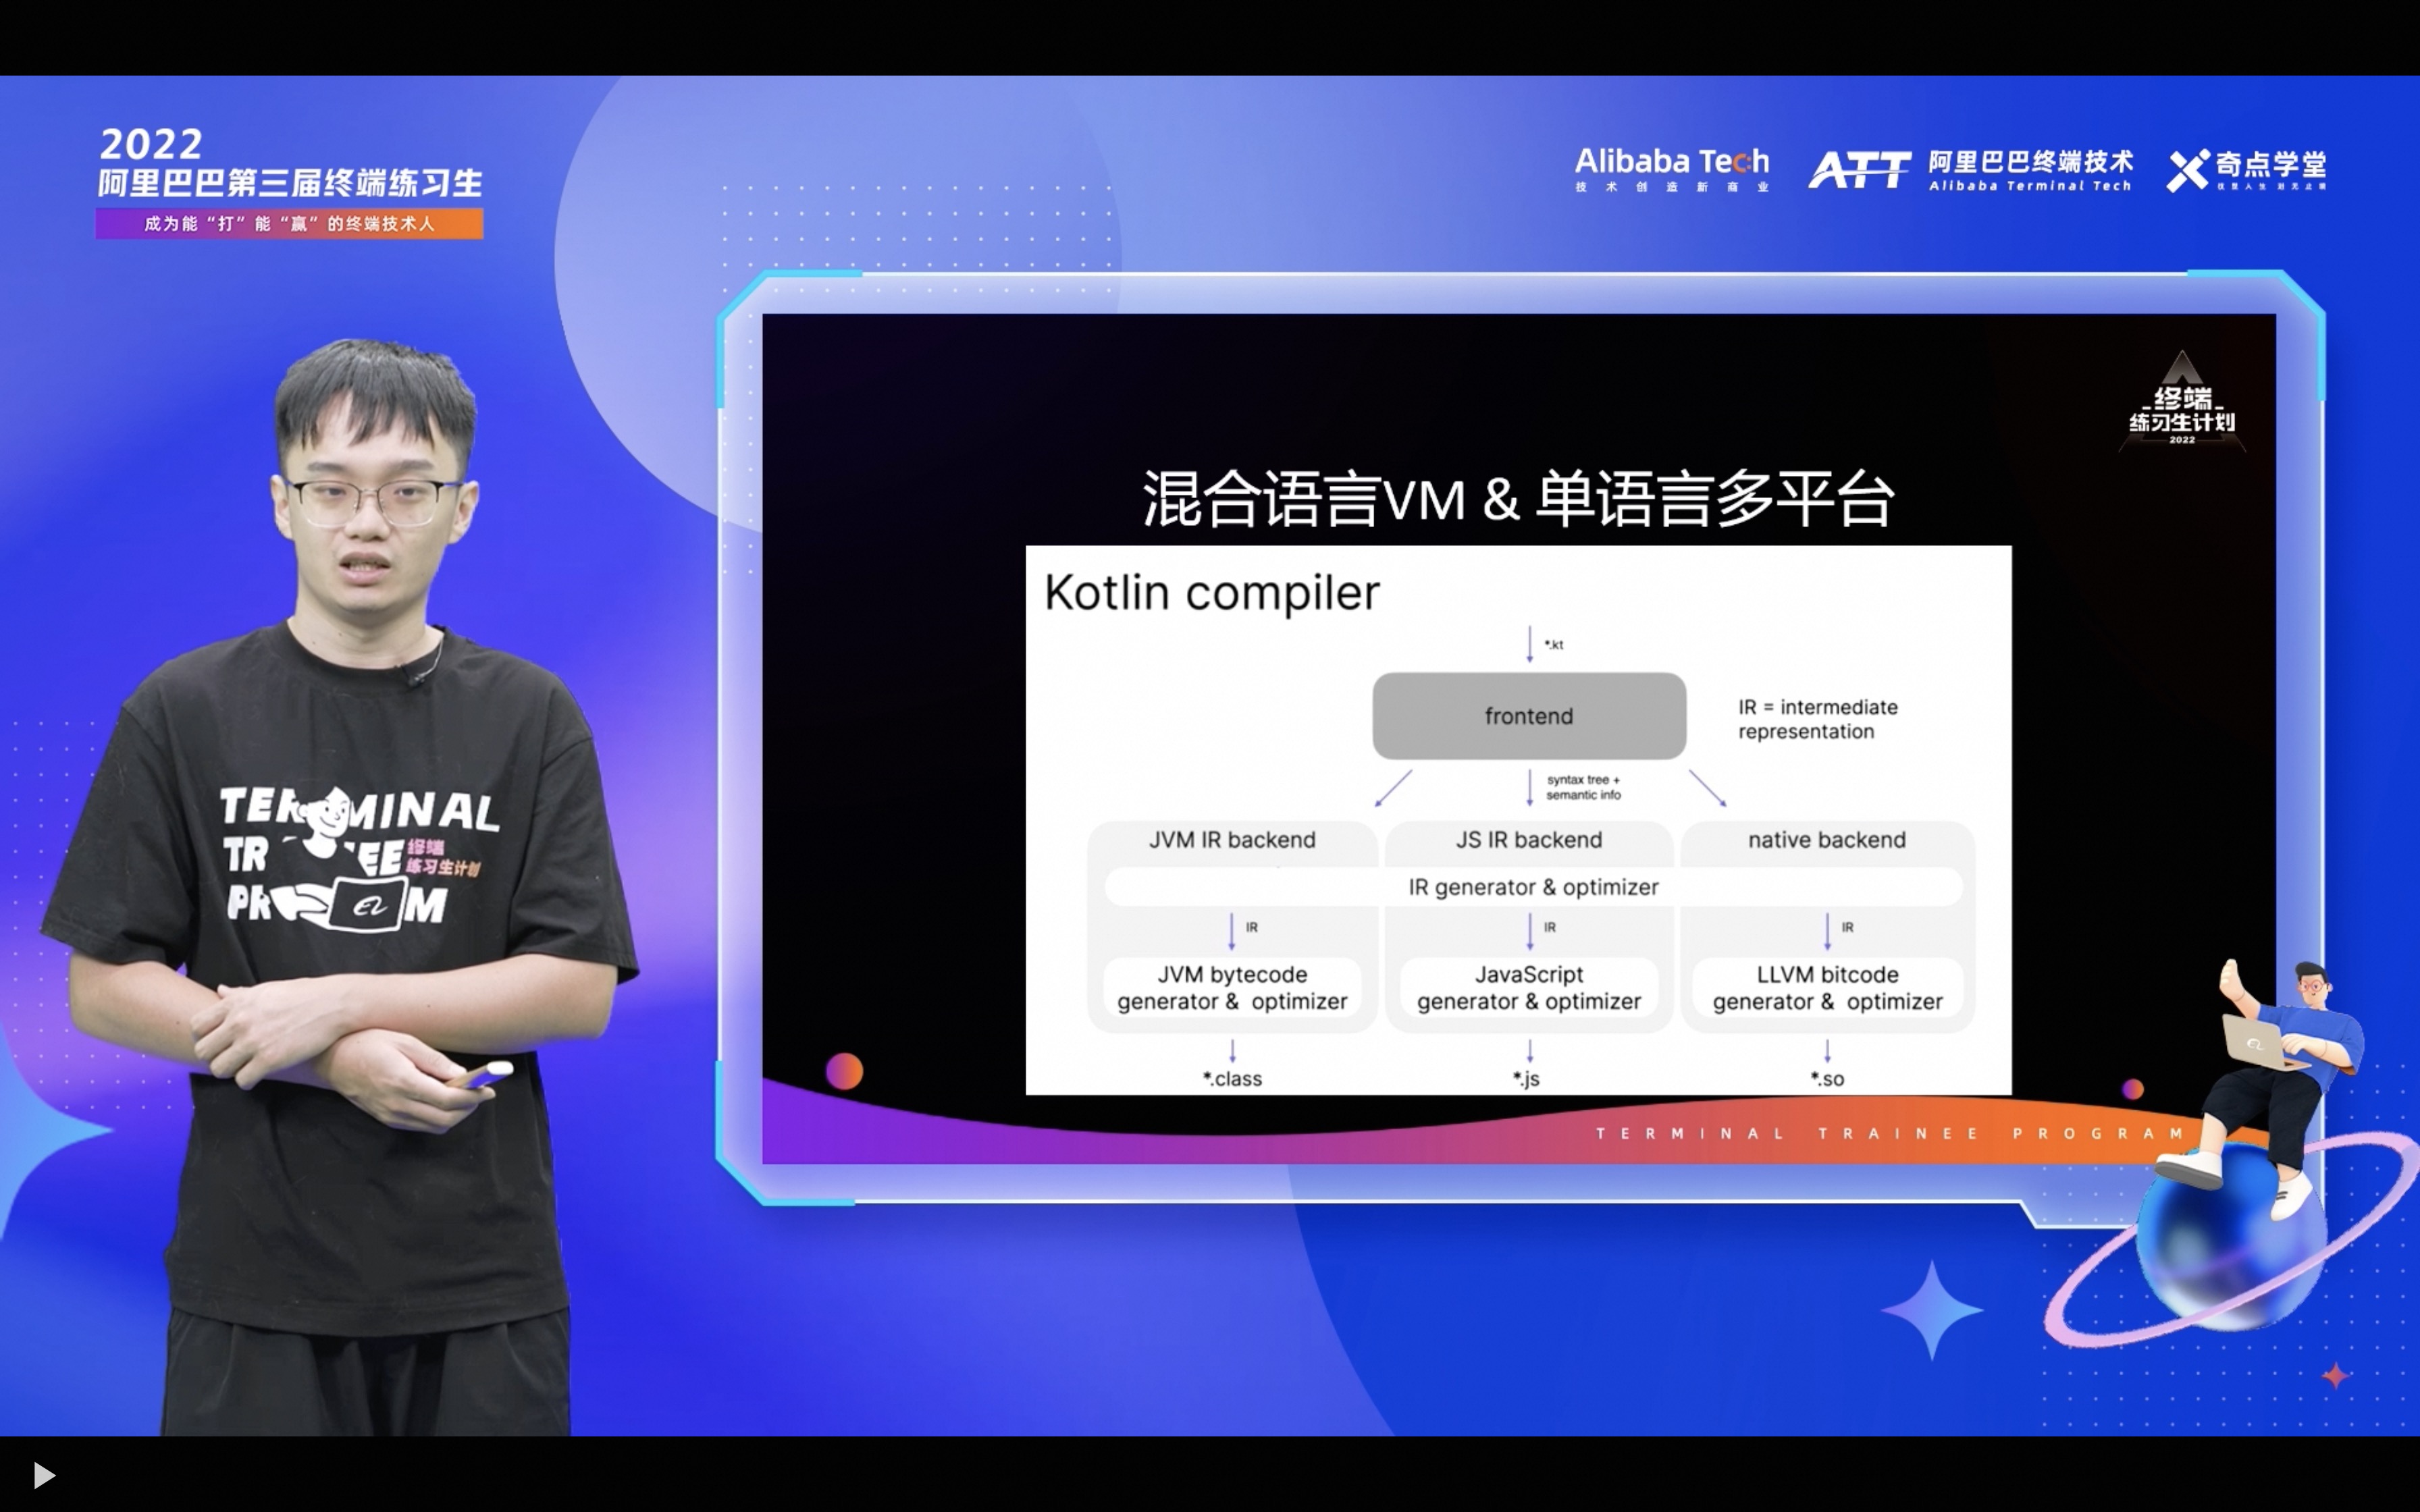 2022
阿里巴巴第三届终端练习生
成为能“打”能“赢”的终端技术人
Alibaba Tech
技术创造新商业
ATT
阿里巴巴终端技术
Alibaba Terminal Tech
奇点学堂
终端
练习生计划
2022
混合语言VM & 单语言多平台
Kotlin compiler
*.kt
frontend
IR = intermediate
representation
syntax tree +
semantic info
JVM IR backend
JS IR backend
native backend
IR generator & optimizer
IR
IR
IR
JVM bytecode
generator & optimizer
JavaScript
generator & optimizer
LLVM bitcode
generator & optimizer
*.class
*.js
*.so
TERMINAL TRAINEE PROGRAM
TERMINAL
TR EE
终端
练习生计划
PR M